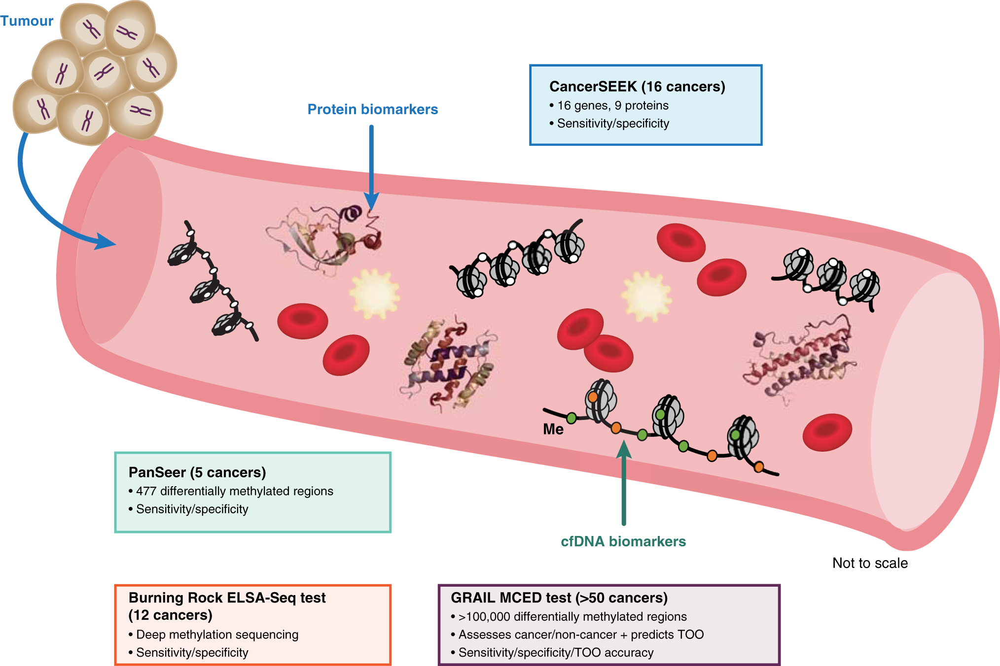 Tumour
Protein biomarkers
CancerSEEK (16 cancers)
• 16 genes, 9 proteins
• Sensitivity/specificity
Me
PanSeer (5 cancers)
• 477 differentially methylated regions
• Sensitivity/specificity
cfDNA biomarkers
Not to scale
Burning Rock ELSA-Seq test
(12 cancers)
• Deep methylation sequencing
• Sensitivity/specificity
GRAIL MCED test (>50 cancers)
• >100,000 differentially methylated regions
• Assesses cancer/non-cancer + predicts TOO
• Sensitivity/specificity/TOO accuracy